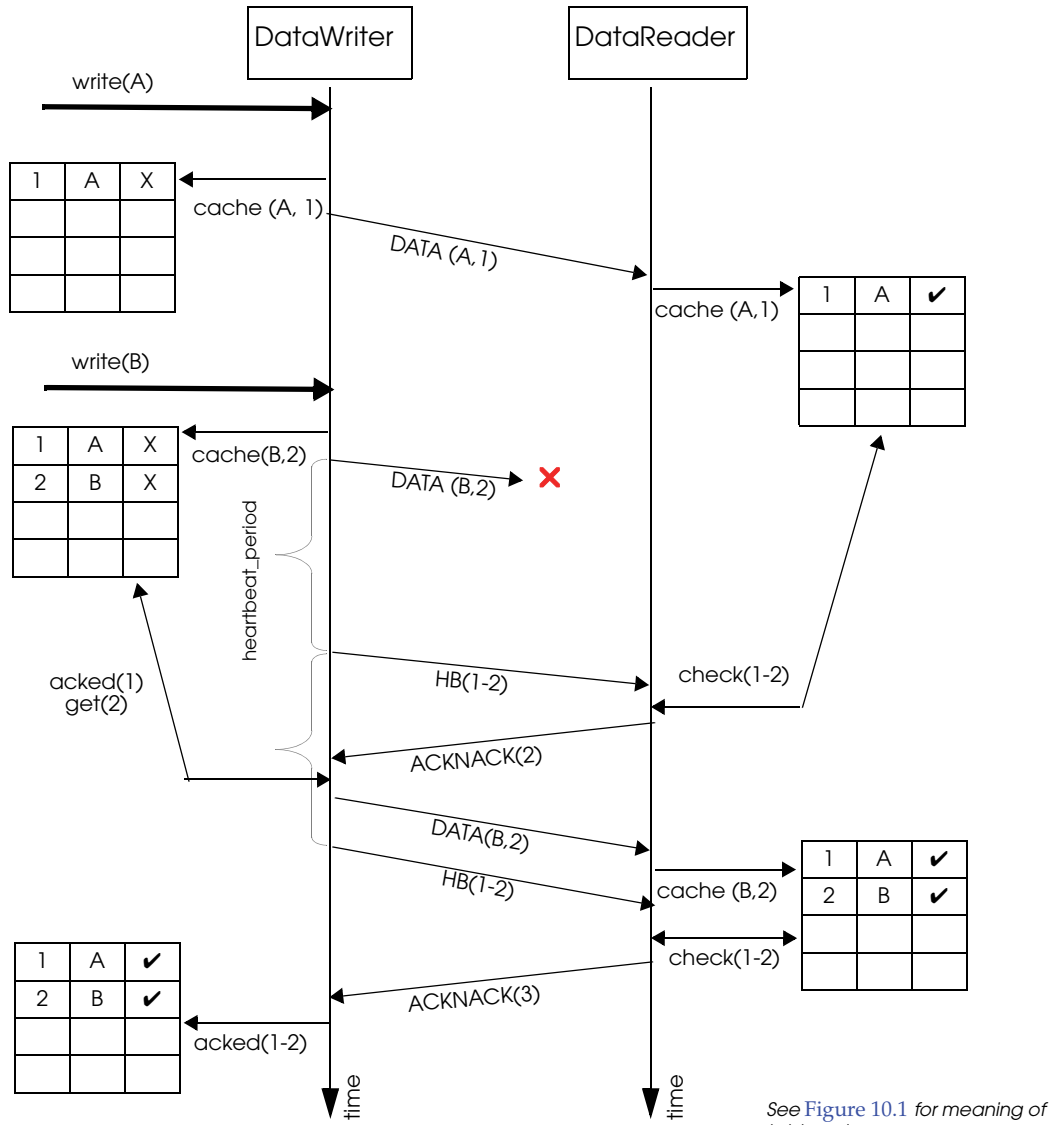 DataWriter
DataReader
write(A)
1 A X
cache (A, 1)
DATA (A,1)
cache (A,1)
1 A ✔
write(B)
1 A X
2 B X
cache(B,2)
DATA (B,2)
heartbeat_period
HB(1-2)
check(1-2)
acked(1)
get(2)
ACKNACK(2)
DATA(B,2)
HB(1-2)
cache (B,2)
1 A ✔
2 B ✔
check(1-2)
1 A ✔
2 B ✔
ACKNACK(3)
acked(1-2)
time
time
See Figure 10.1 for meaning of